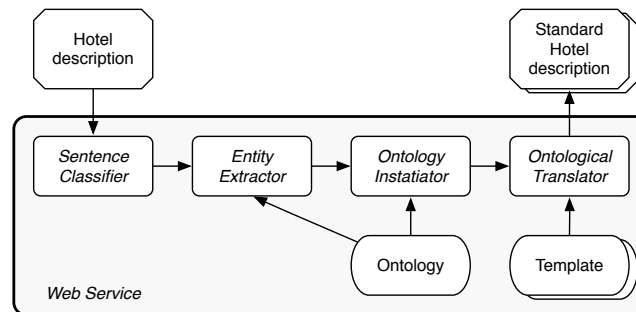 Hotel
description
Standard
Hotel
description
Sentence
Classifier
Entity
Extractor
Ontology
Instatiator
Ontological
Translator
Ontology
Template
Web Service